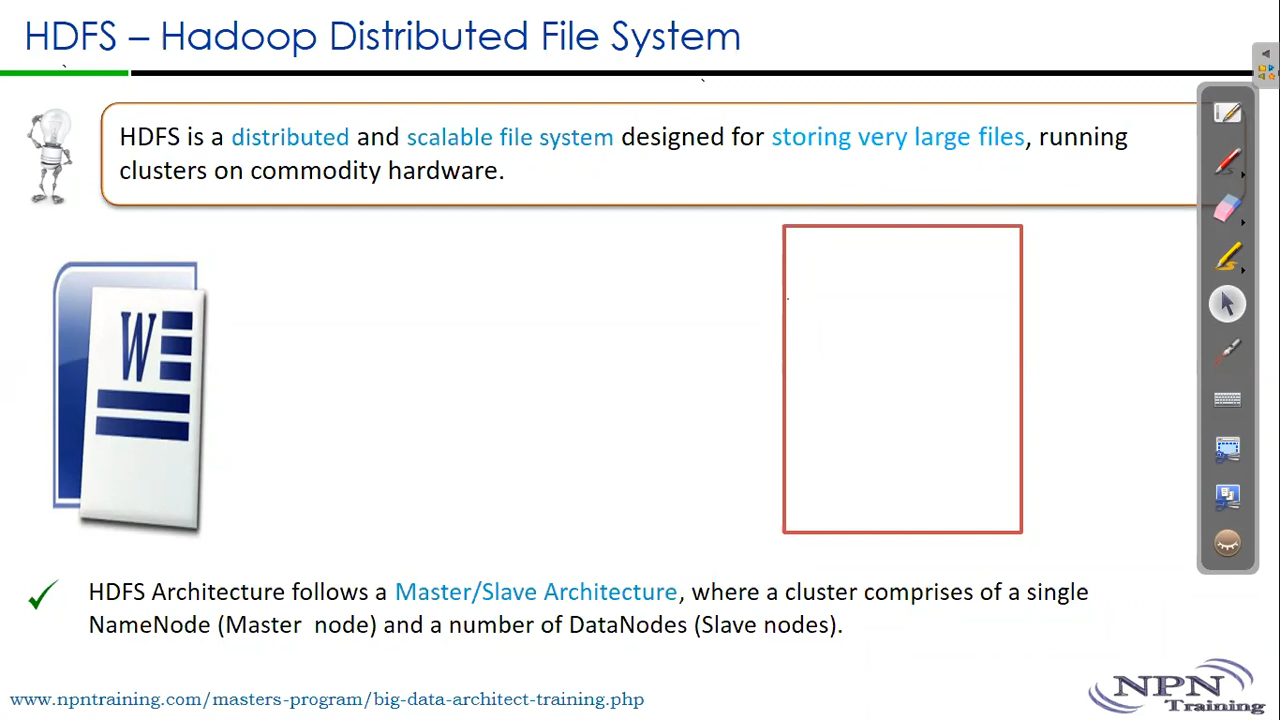 HDFS – Hadoop Distributed File System
HDFS is a distributed and scalable file system designed for storing very large files, running
clusters on commodity hardware.
W
HDFS Architecture follows a Master/Slave Architecture, where a cluster comprises of a single
NameNode (Master node) and a number of DataNodes (Slave nodes).
www.npntraining.com/masters-program/big-data-architect-training.php
NPN
Training